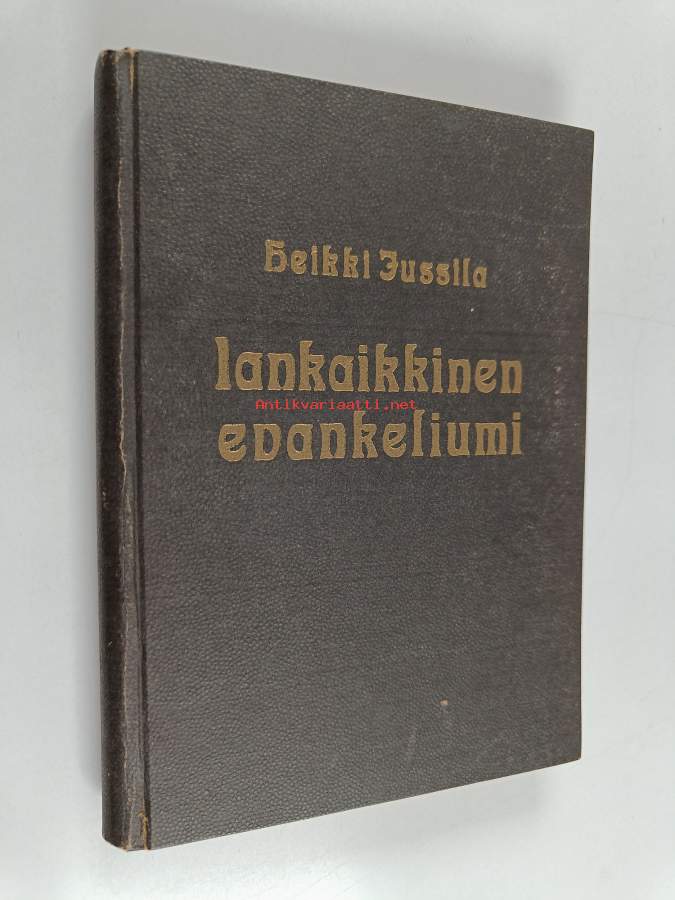 Heikki Jussila
Iankaikkinen
Antikvariaatti.net
evankeliumi